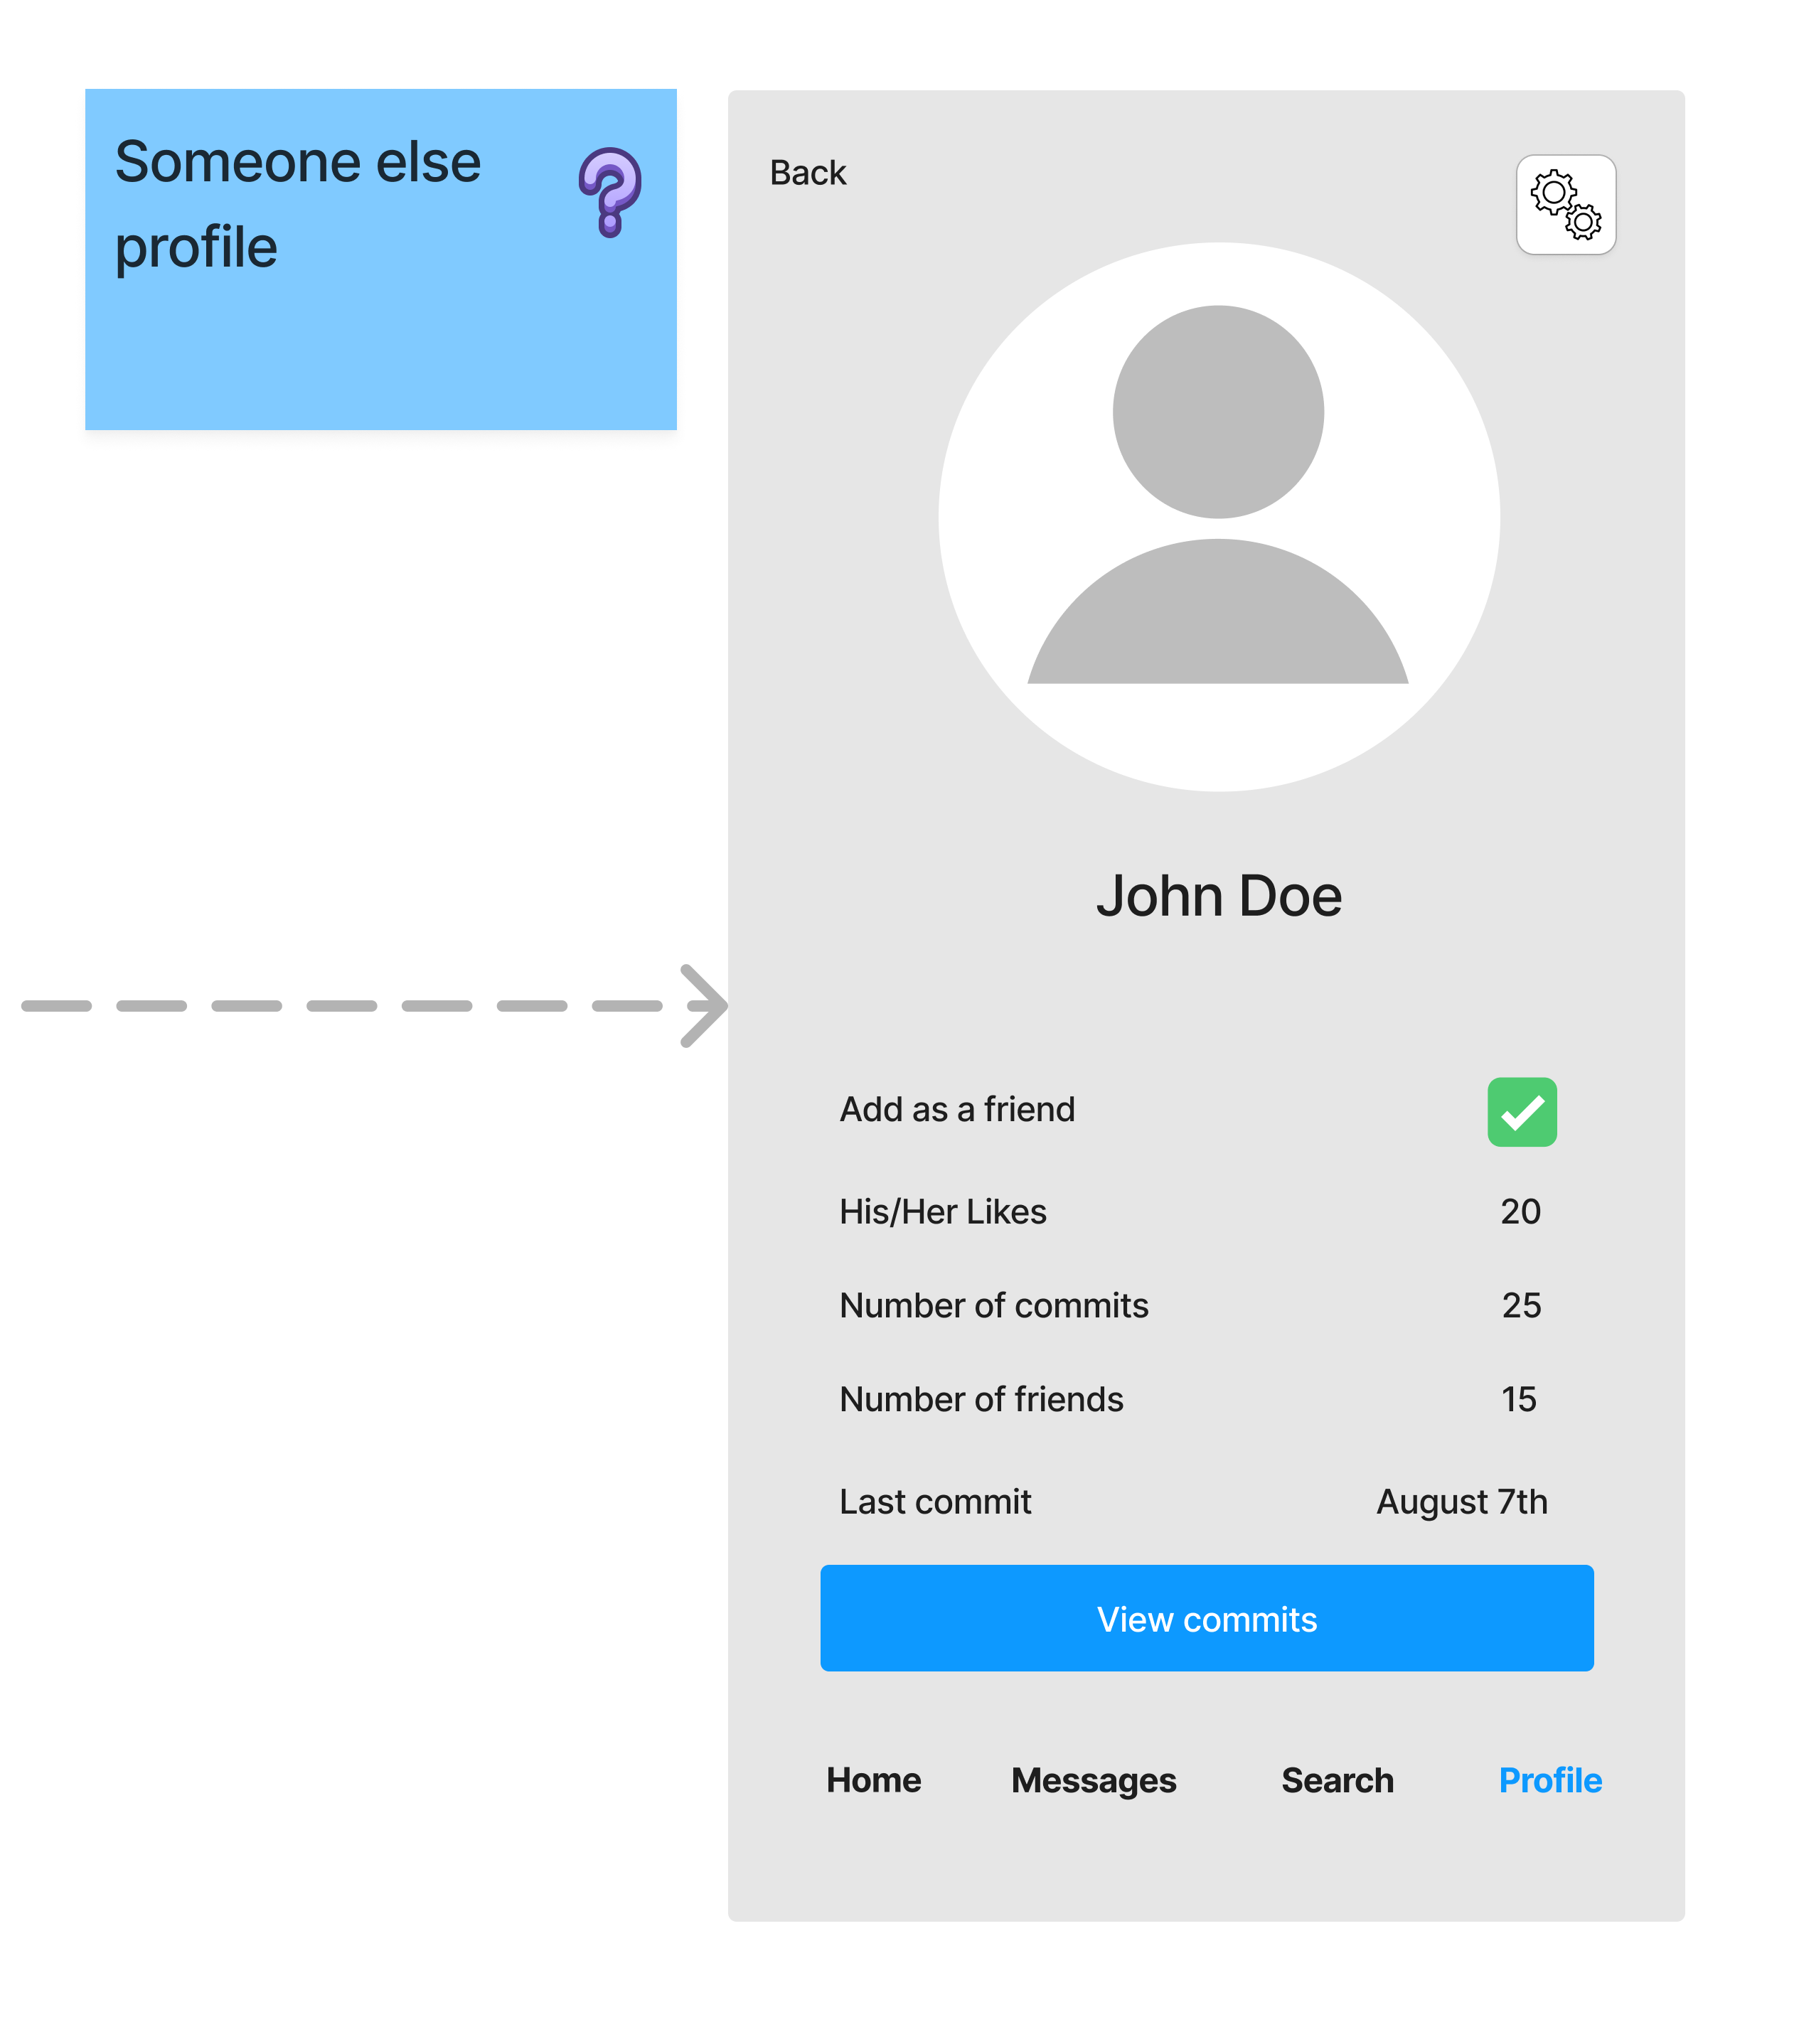 Someone else
profile
Back
John Doe
Add as a friend
His/Her Likes 20
Number of commits 25
Number of friends 15
Last commit August 7th
View commits
Home Messages Search Profile